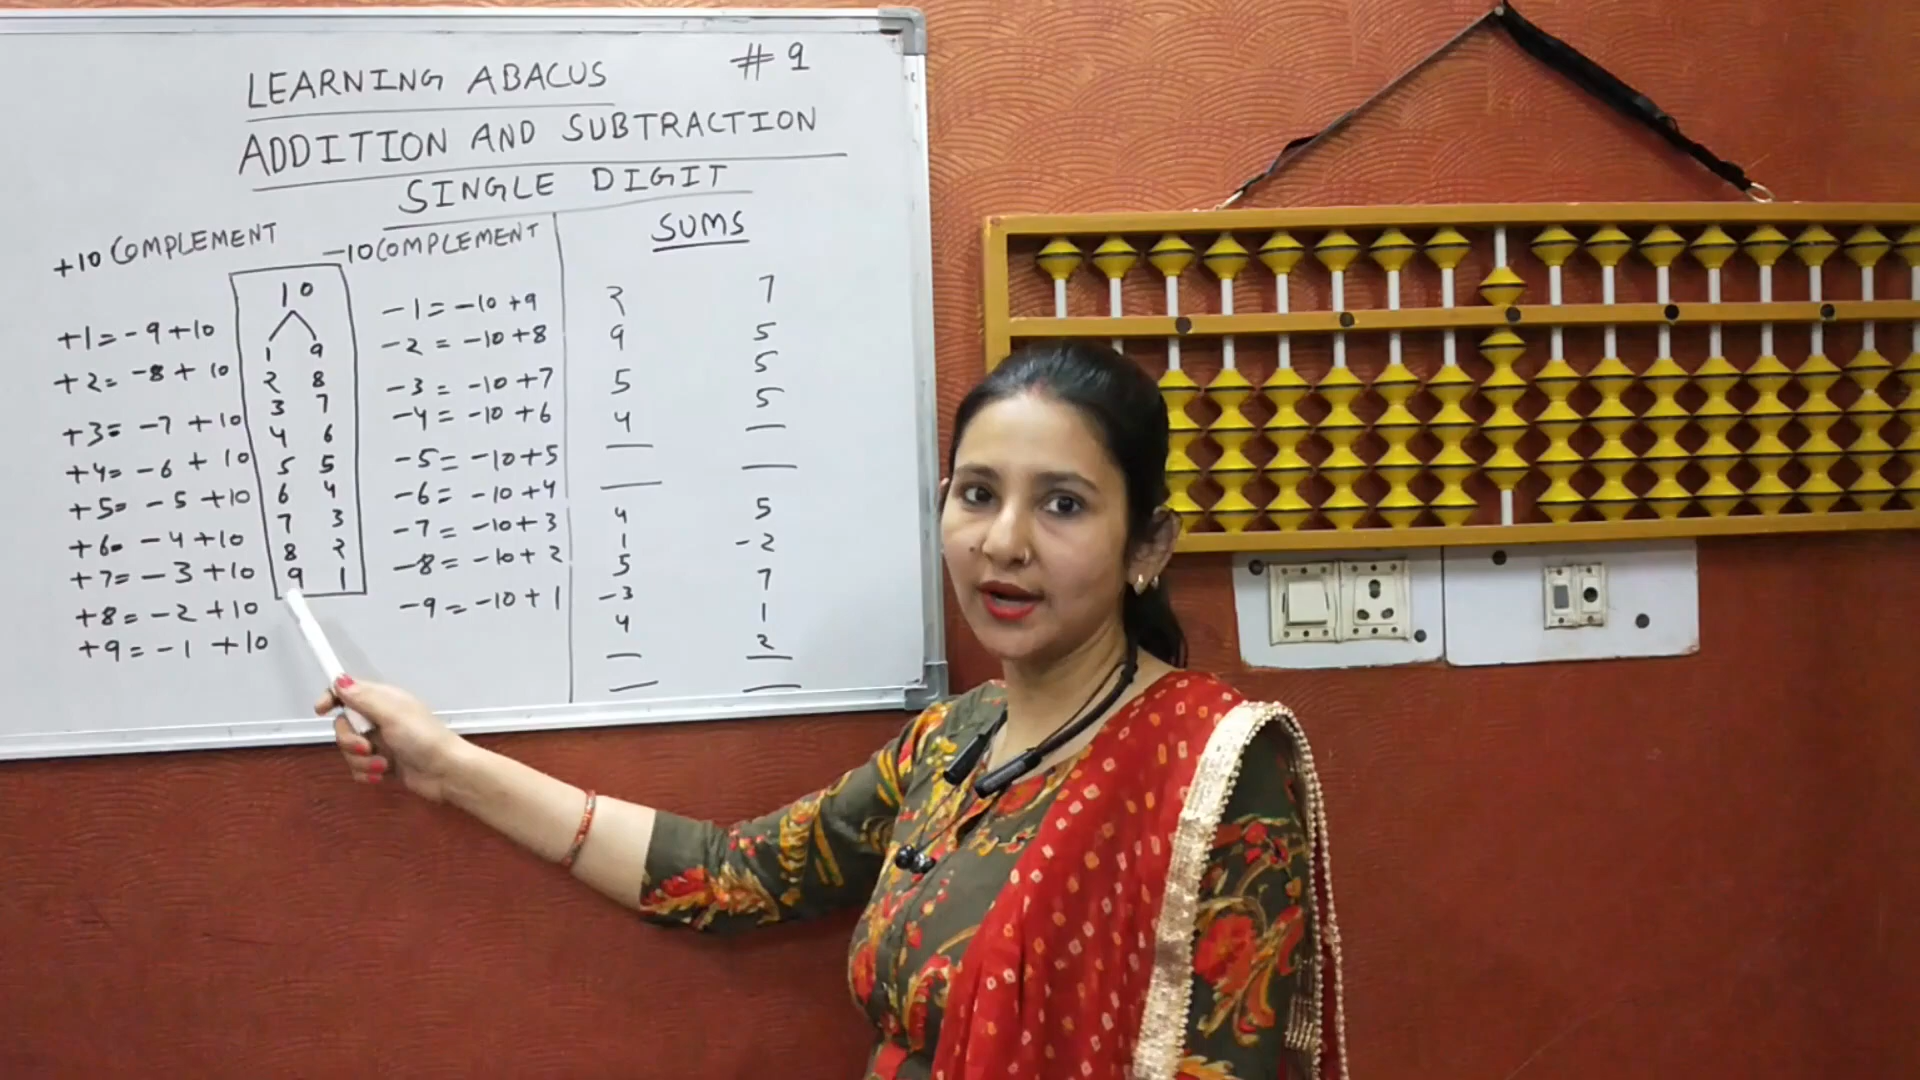 LEARNING ABACUS #9
ADDITION AND SUBTRACTION
SINGLE DIGIT
+10 COMPLEMENT
+1 = -9 +10
+2 = -8 + 10
+3 = -7 + 10
+4 = -6 + 10
+5= -5 +10
+6= -4 +10
+7= -3 +10
+8= -2 +10
+9 = -1 +10
10
1 9
2 8
3 7
4 6
5 5
6 4
7 3
8 2
9 1
-10 COMPLEMENT
-1 = -10 +9
-2 = -10 +8
-3 = -10 +7
-4 = -10 +6
-5 = -10 +5
-6 = -10 +4
-7 = -10 + 3
-8 = -10 + 2
-9 = -10 + 1
SUMS
2
9
5
4
7
5
5
5
4
1
5
-3
4
5
-2
7
1
2